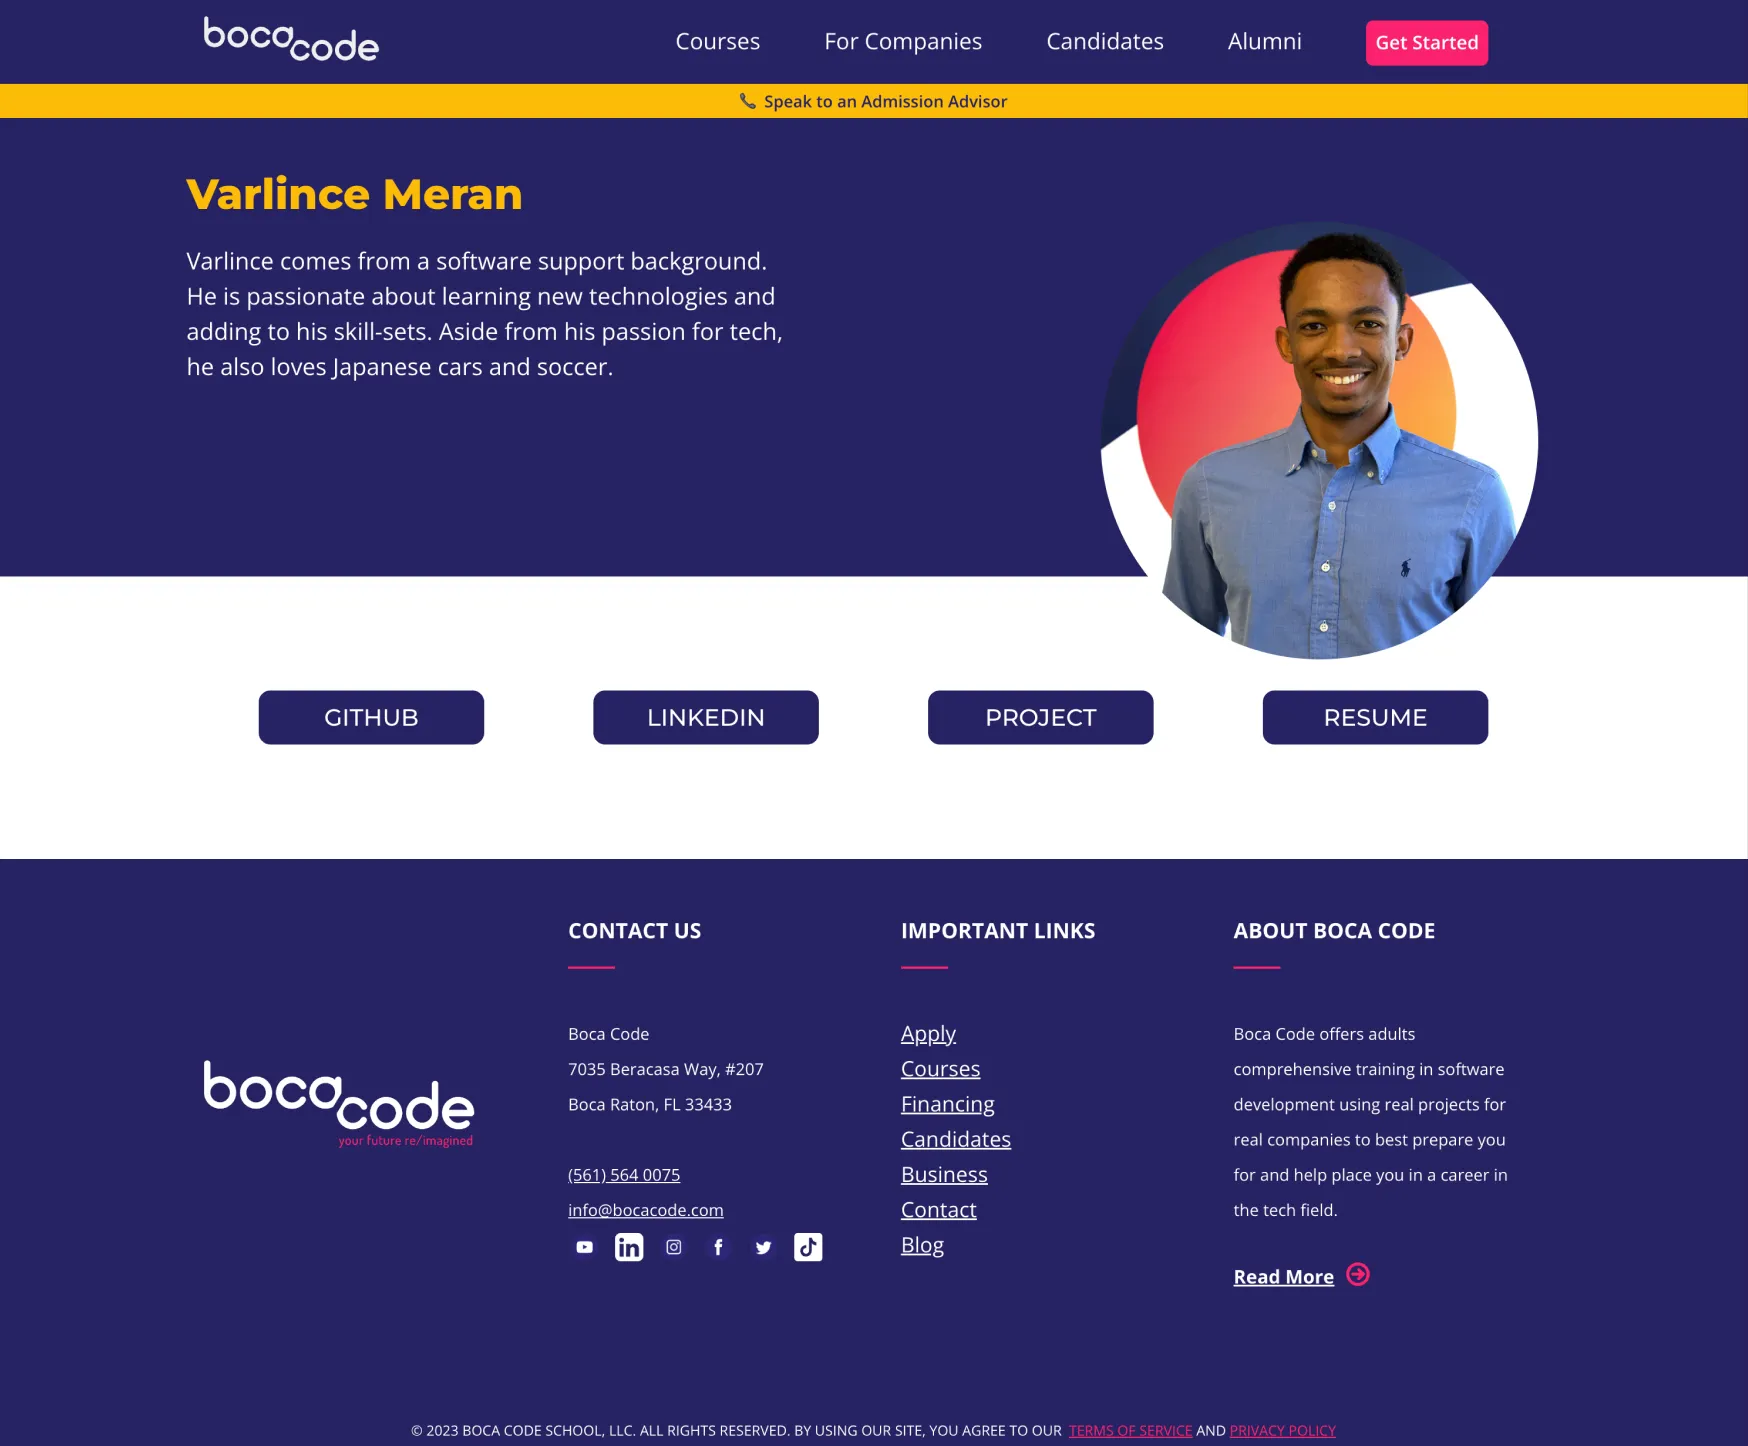 bocacode
Courses
For Companies
Candidates
Alumni
Get Started
Speak to an Admission Advisor
Varlince Meran
Varlince comes from a software support background.
He is passionate about learning new technologies and
adding to his skill-sets. Aside from his passion for tech,
he also loves Japanese cars and soccer.
GITHUB
LINKEDIN
PROJECT
RESUME
bocacode
your future re/imagined
CONTACT US
Boca Code
7035 Beracasa Way, #207
Boca Raton, FL 33433
(561) 564 0075
info@bocacode.com
IMPORTANT LINKS
Apply
Courses
Financing
Candidates
Business
Contact
Blog
ABOUT BOCA CODE
Boca Code offers adults
comprehensive training in software
development using real projects for
real companies to best prepare you
for and help place you in a career in
the tech field.
Read More
© 2023 BOCA CODE SCHOOL, LLC. ALL RIGHTS RESERVED. BY USING OUR SITE, YOU AGREE TO OUR TERMS OF SERVICE AND PRIVACY POLICY